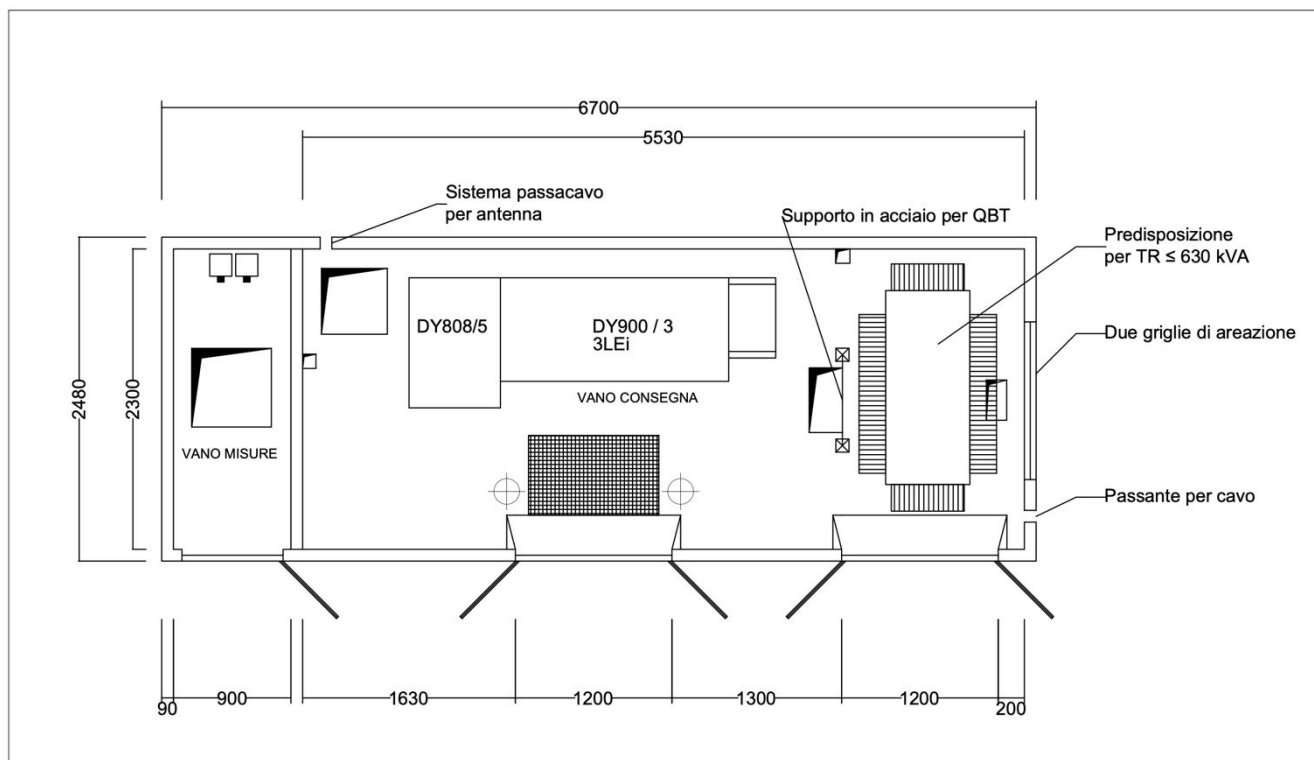 6700
5530
Sistema passacavo
per antenna
Supporto in acciaio per QBT
Predisposizione
per TR ≤ 630 kVA
Due griglie di areazione
DY808/5
DY900 / 3
3LEi
VANO CONSEGNA
2480
2300
VANO MISURE
Passante per cavo
90
900
1630
1200
1300
1200
200